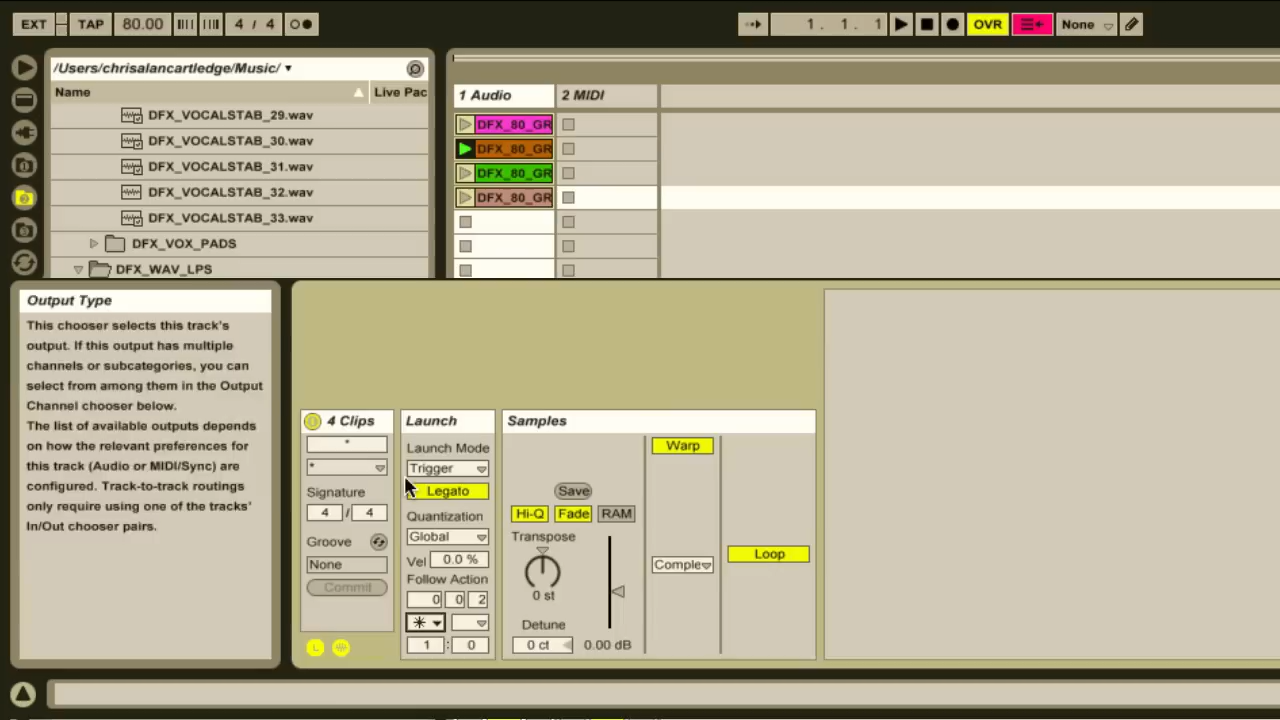 EXT TAP 80.00 4 / 4
1. 1. 1 OVR None
/Users/chrisalancartledge/Music/
Name Live Pac
DFX_VOCALSTAB_29.wav
DFX_VOCALSTAB_30.wav
DFX_VOCALSTAB_31.wav
DFX_VOCALSTAB_32.wav
DFX_VOCALSTAB_33.wav
DFX_VOX_PADS
DFX_WAV_LPS
1 Audio 2 MIDI
DFX_80_GR
DFX_80_GR
DFX_80_GR
DFX_80_GR
Output Type
This chooser selects this track's
output. If this output has multiple
channels or subcategories, you can
select from among them in the Output
Channel chooser below.
The list of available outputs depends
on how the relevant preferences for
this track (Audio or MIDI/Sync) are
configured. Track-to-track routings
only require using one of the tracks'
In/Out chooser pairs.
4 Clips
*
*
Signature
4 / 4
Groove
None
Commit
L
Launch
Launch Mode
Trigger
Legato
Quantization
Global
Vel 0.0 %
Follow Action
0 0 2
1 : 0
Samples
Save
Hi-Q Fade RAM
Transpose
0 st
Detune
0 ct 0.00 dB
Warp
Comple
Loop